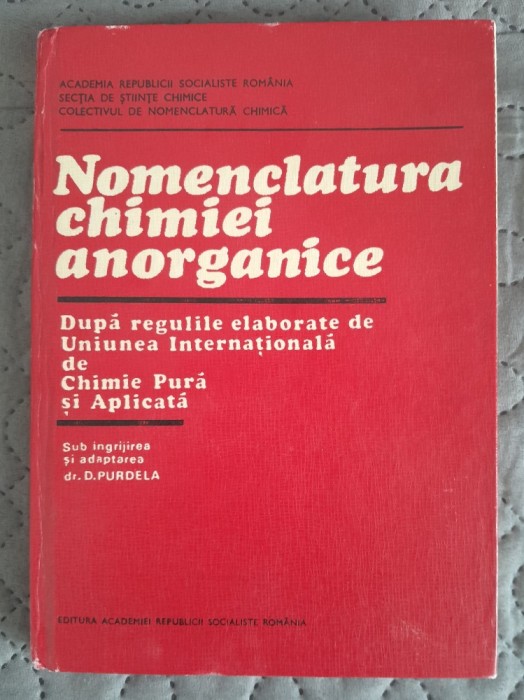 ACADEMIA REPUBLICII SOCIALISTE ROMÂNIA
SECȚIA DE ȘTIINȚE CHIMICE
COLECTIVUL DE NOMENCLATURĂ CHIMICĂ
Nomenclatura
chimiei
anorganice
După regulile elaborate de
Uniunea Internațională
de
Chimie Pură
și Aplicată
Sub îngrijirea
și adaptarea
dr. D.PURDELA
EDITURA ACADEMIEI REPUBLICII SOCIALISTE ROMÂNIA